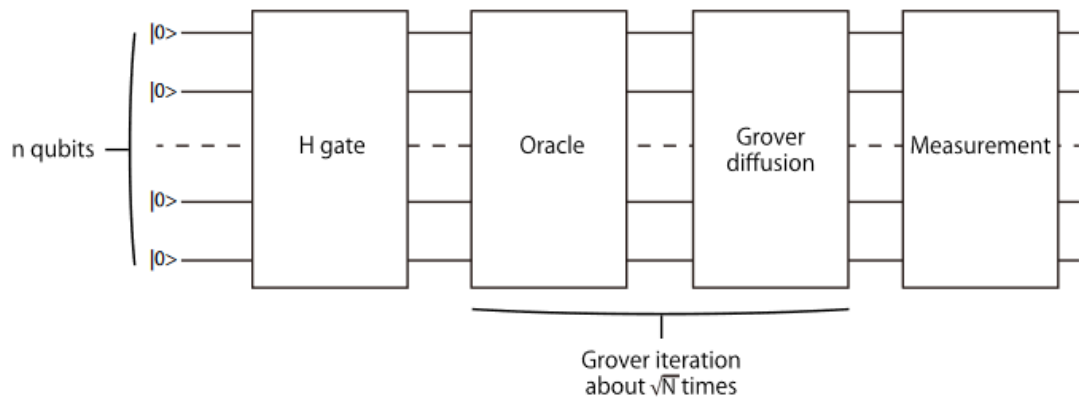 |0>
|0>
n qubits
|0>
|0>
H gate
Oracle
Grover
diffusion
Measurement
Grover iteration
about √N times